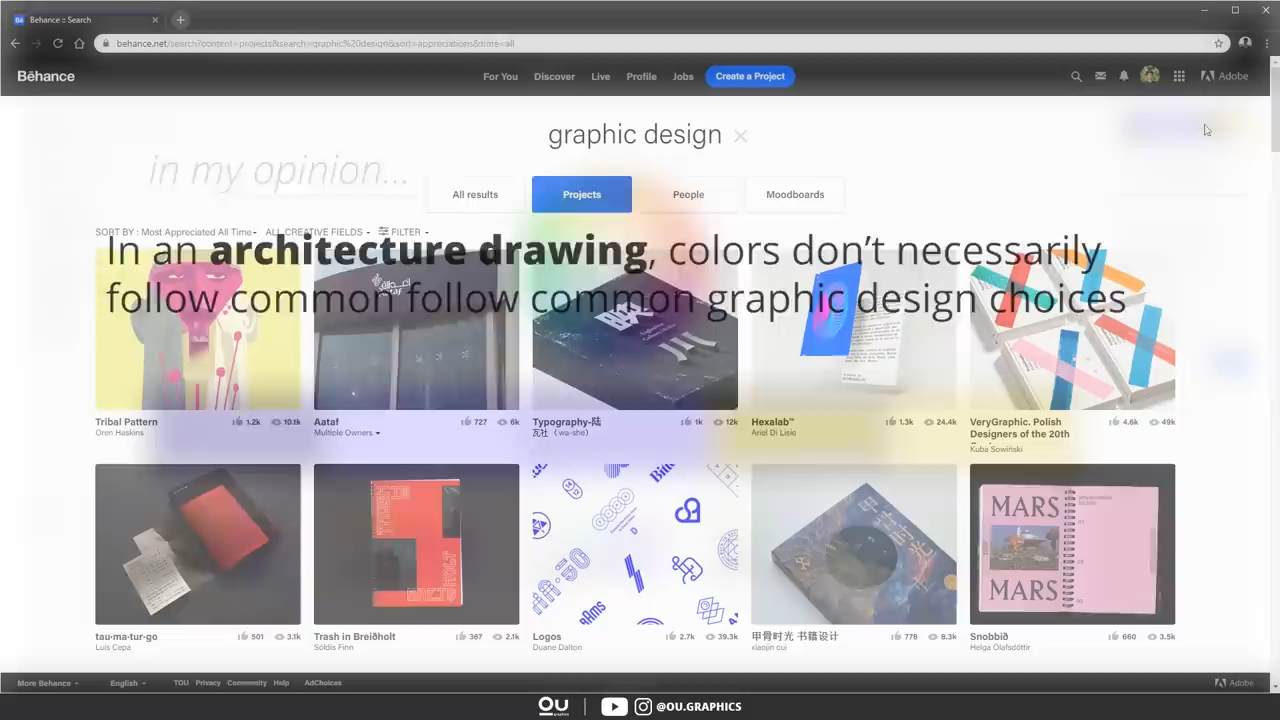 Behance :: Search
behance.net/search?content=projects&search=graphic%20design&sort=appreciations&time=all
Bēhance
For You Discover Live Profile Jobs Create a Project
Adobe
graphic design
in my opinion...
All results Projects People Moodboards
SORT BY : Most Appreciated All Time ALL CREATIVE FIELDS FILTER
In an architecture drawing, colors don’t necessarily
follow common follow common graphic design choices
Tribal Pattern 1.2k 10.1k
Oren Haskins
Aataf 727 6k
Multiple Owners
Typography-陆 1k 12k
瓦社（wa-she）
Hexalab™ 1.3k 24.4k
Ariel Di Lisio
VeryGraphic. Polish 4.6k 49k
Designers of the 20th
Kuba Sowiński
MARS
MARS
tau·ma·tur·go 501 3.1k
Luis Cepa
Trash in Breiðholt 367 2.1k
Sóldís Finn
Logos 2.7k 39.3k
Duane Dalton
甲骨时光 书籍设计 778 8.3k
xiaojin cui
Snobbið 660 3.5k
Helga Ólafsdóttir
More Behance English TOU Privacy Community Help AdChoices
Adobe
OU
graphics
@OU.GRAPHICS